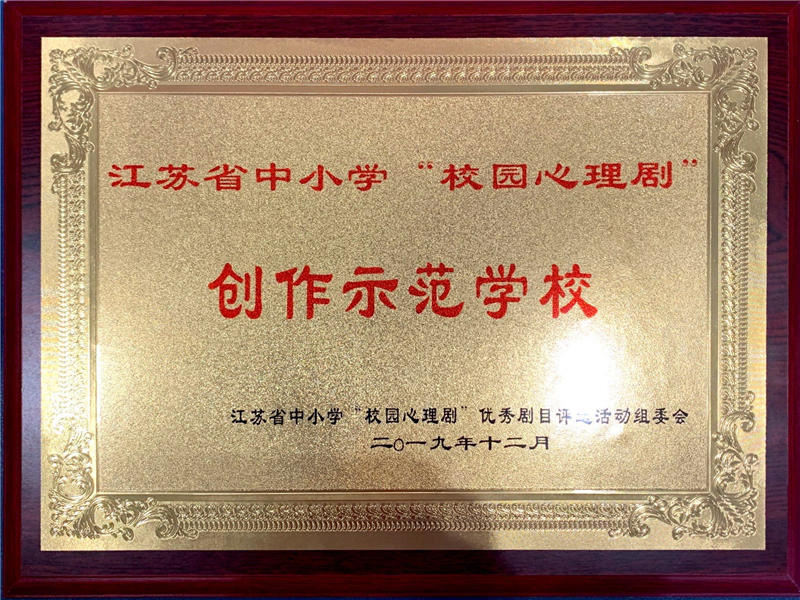 江苏省中小学“校园心理剧”
创作示范学校
江苏省中小学“校园心理剧”优秀剧目评选活动组委会
二〇一九年十二月